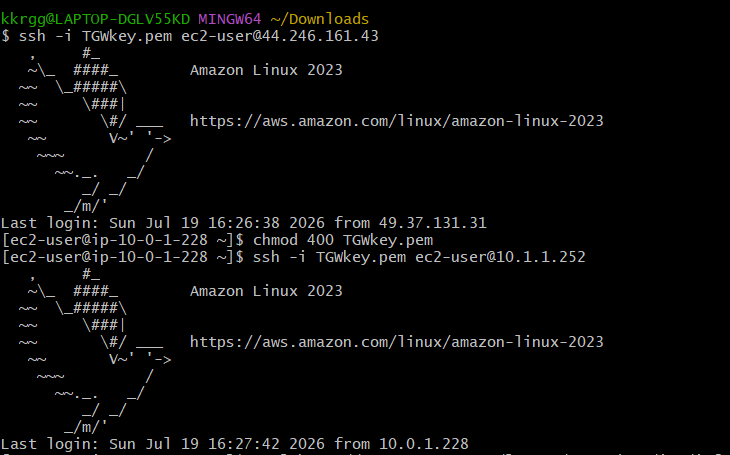 kkrgg@LAPTOP-DGLV55KD MINGW64 ~/Downloads
$ ssh -i TGWkey.pem ec2-user@44.246.161.43
   ,     #_
   ~\_  ####_        Amazon Linux 2023
  ~~  \_#####\
  ~~     \###|
  ~~       \#/ ___   https://aws.amazon.com/linux/amazon-linux-2023
   ~~       V~' '->
    ~~~         /
      ~~._.   _/
         _/ _/
       _/m/'
Last login: Sun Jul 19 16:26:38 2026 from 49.37.131.31
[ec2-user@ip-10-0-1-228 ~]$ chmod 400 TGWkey.pem
[ec2-user@ip-10-0-1-228 ~]$ ssh -i TGWkey.pem ec2-user@10.1.1.252
   ,     #_
   ~\_  ####_        Amazon Linux 2023
  ~~  \_#####\
  ~~     \###|
  ~~       \#/ ___   https://aws.amazon.com/linux/amazon-linux-2023
   ~~       V~' '->
    ~~~         /
      ~~._.   _/
         _/ _/
       _/m/'
Last login: Sun Jul 19 16:27:42 2026 from 10.0.1.228